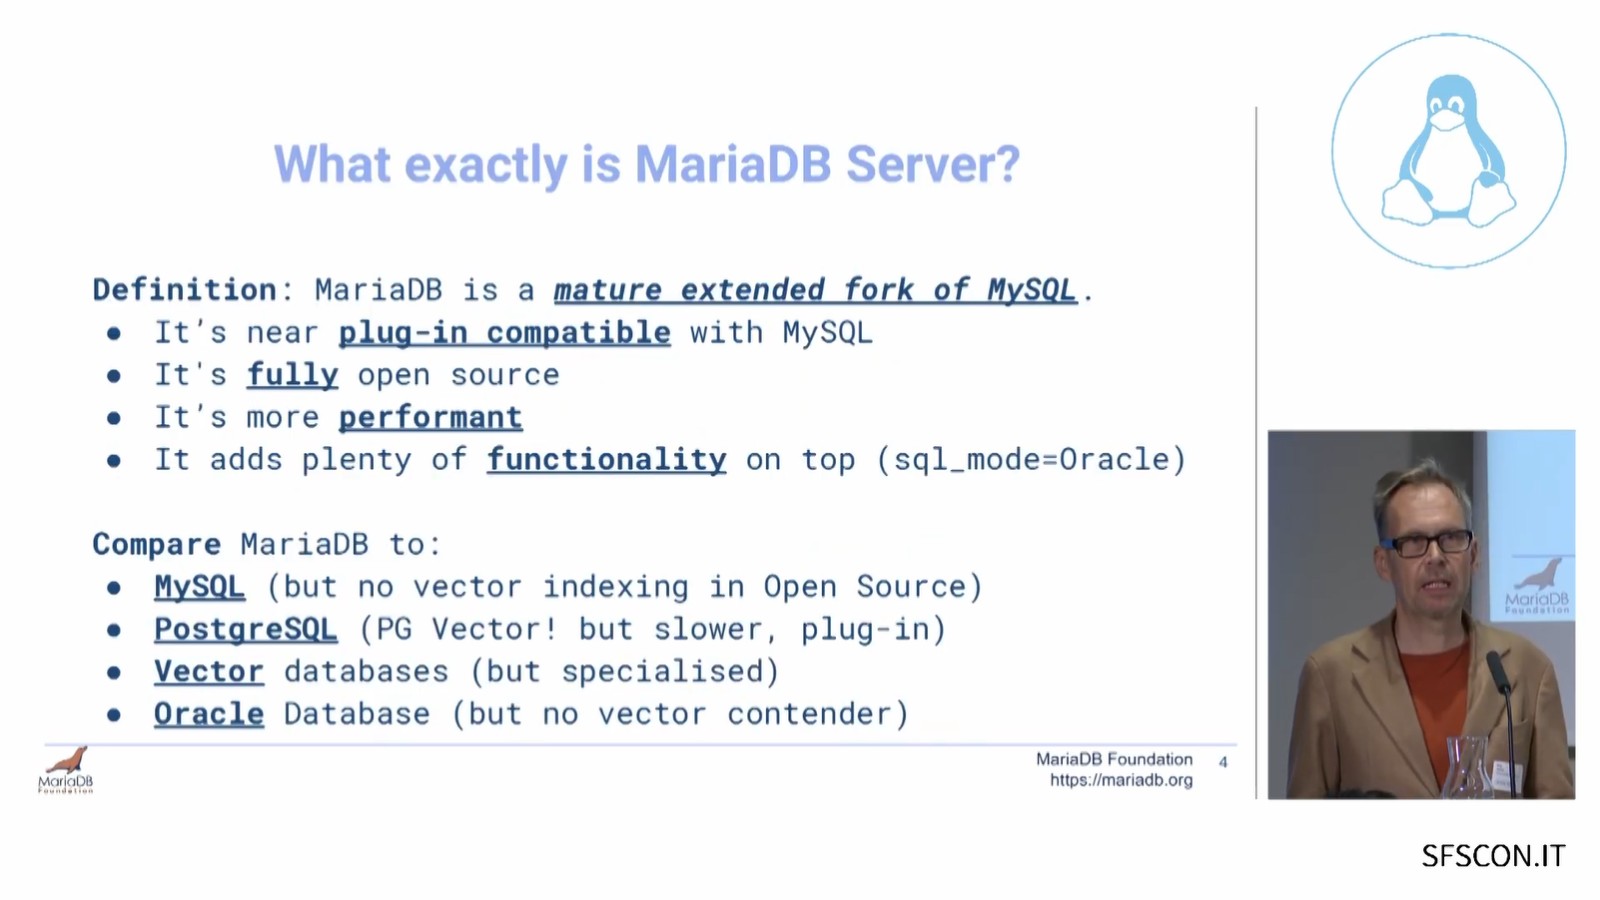 What exactly is MariaDB Server?
Definition: MariaDB is a mature extended fork of MySQL.
● It’s near plug-in compatible with MySQL
● It's fully open source
● It’s more performant
● It adds plenty of functionality on top (sql_mode=Oracle)
Compare MariaDB to:
● MySQL (but no vector indexing in Open Source)
● PostgreSQL (PG Vector! but slower, plug-in)
● Vector databases (but specialised)
● Oracle Database (but no vector contender)
MariaDB
Foundation
MariaDB Foundation
https://mariadb.org
4
MariaDB
Foundation
SFSCON.IT